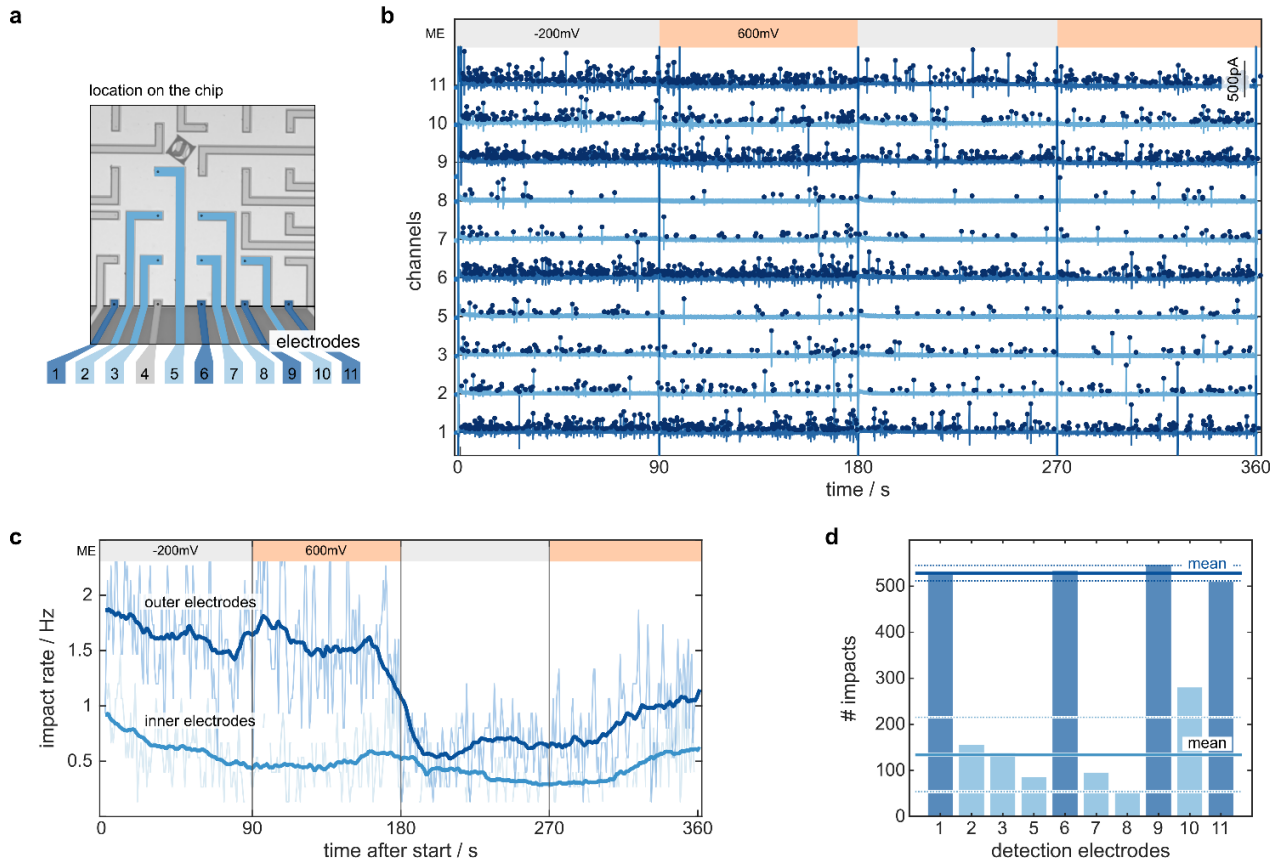 a
location on the chip
electrodes
1 2 3 4 5 6 7 8 9 10 11
b
ME -200mV 600mV
500pA
channels
11
10
9
8
7
6
5
3
2
1
0 90 180 270 360
time / s
c
ME -200mV 600mV
outer electrodes
inner electrodes
impact rate / Hz
2
1.5
1
0.5
0 90 180 270 360
time after start / s
d
mean
mean
# impacts
500
400
300
200
100
0
1 2 3 5 6 7 8 9 10 11
detection electrodes